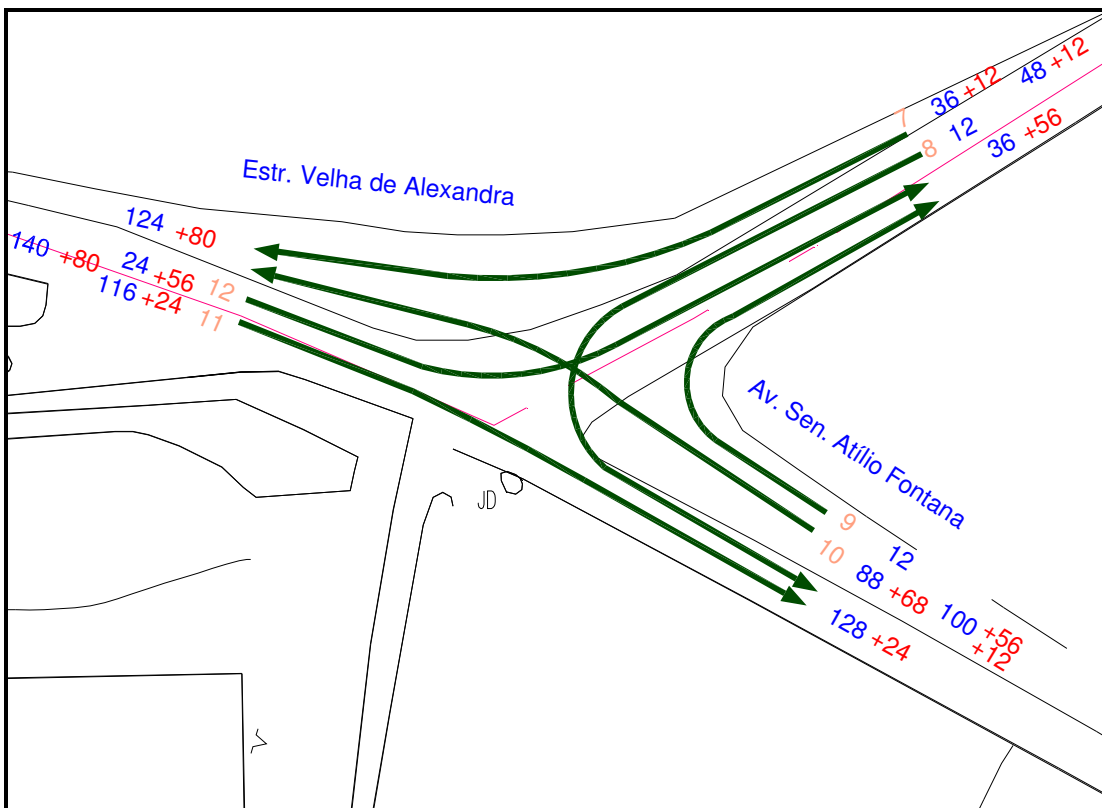 7 36 +12 48 +12
8 12
36 +56
Estr. Velha de Alexandra
124 +80
140 +80 24 +56 12
116 +24 11
Av. Sen. Atílio Fontana
JD
9 12
10 88 +68 100 +56
+12
128 +24